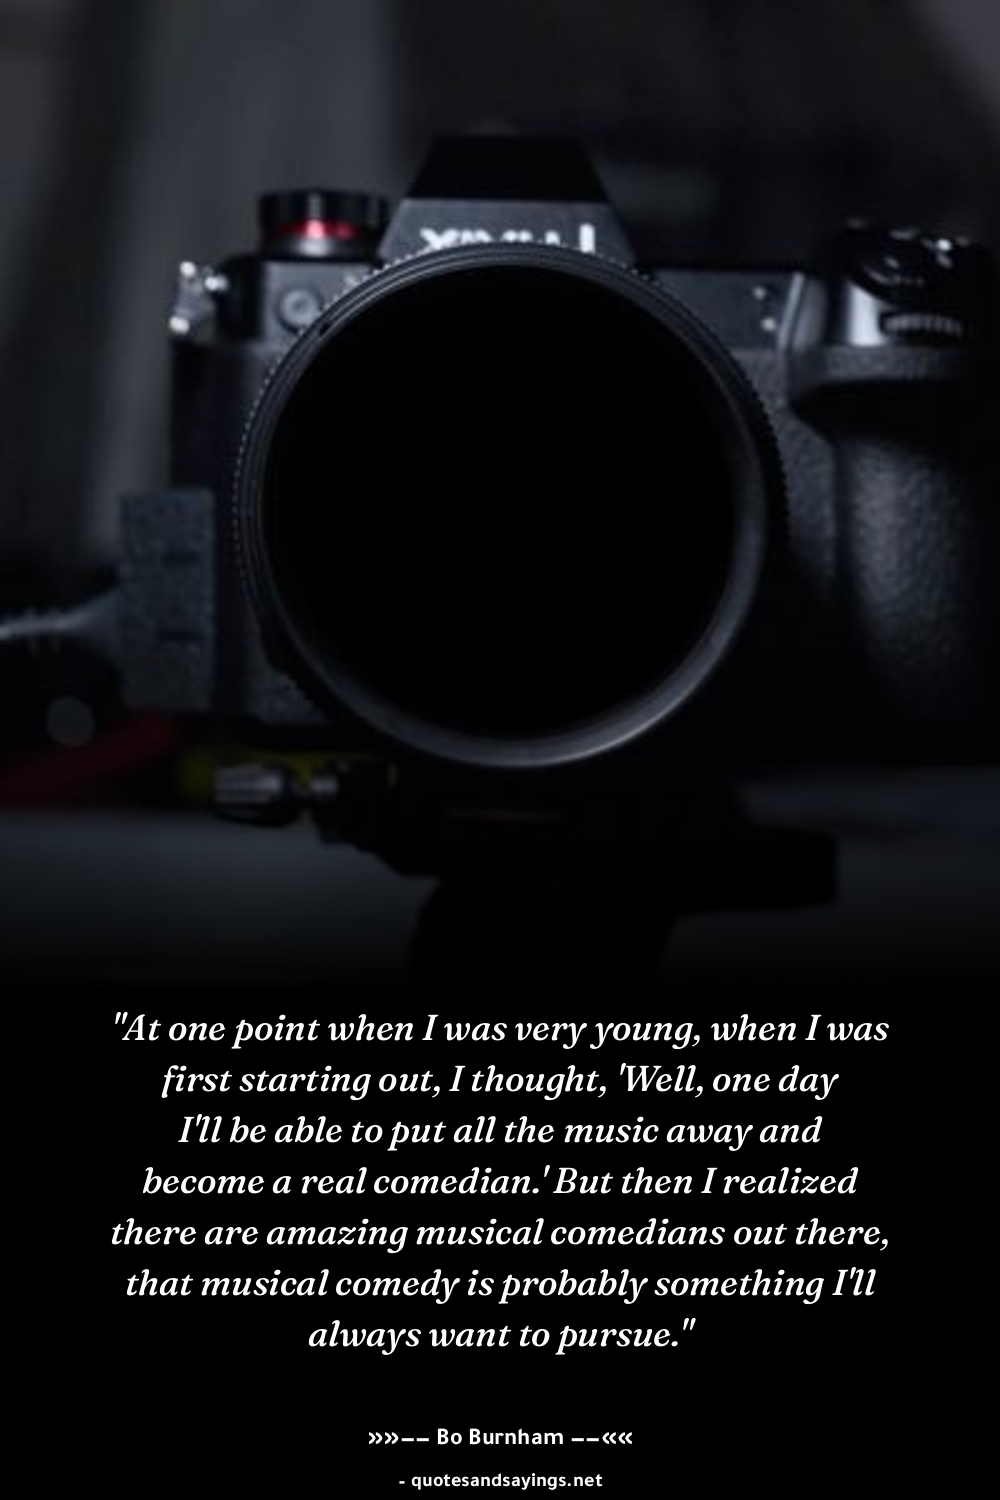 "At one point when I was very young, when I was
first starting out, I thought, 'Well, one day
I'll be able to put all the music away and
become a real comedian.' But then I realized
there are amazing musical comedians out there,
that musical comedy is probably something I'll
always want to pursue."
»»−− Bo Burnham −−««
- quotesandsayings.net